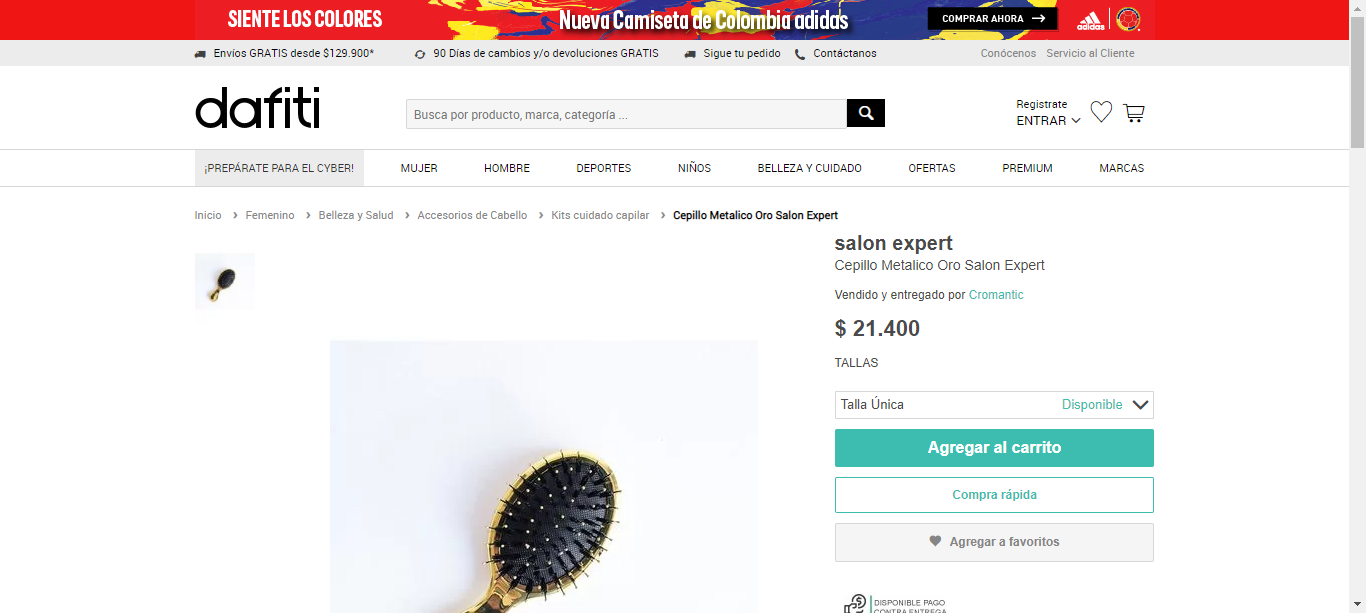 SIENTE LOS COLORES
Nueva Camiseta de Colombia adidas
COMPRAR AHORA
adidas
Envíos GRATIS desde $129.900*
90 Días de cambios y/o devoluciones GRATIS
Sigue tu pedido
Contáctanos
Conócenos
Servicio al Cliente
dafiti
Busca por producto, marca, categoría ...
Registrate
ENTRAR
¡PREPÁRATE PARA EL CYBER!
MUJER
HOMBRE
DEPORTES
NIÑOS
BELLEZA Y CUIDADO
OFERTAS
PREMIUM
MARCAS
Inicio › Femenino › Belleza y Salud › Accesorios de Cabello › Kits cuidado capilar › Cepillo Metalico Oro Salon Expert
salon expert
Cepillo Metalico Oro Salon Expert
Vendido y entregado por Cromantic
$ 21.400
TALLAS
Talla Única Disponible
Agregar al carrito
Compra rápida
Agregar a favoritos
DISPONIBLE PAGO
CONTRA ENTREGA